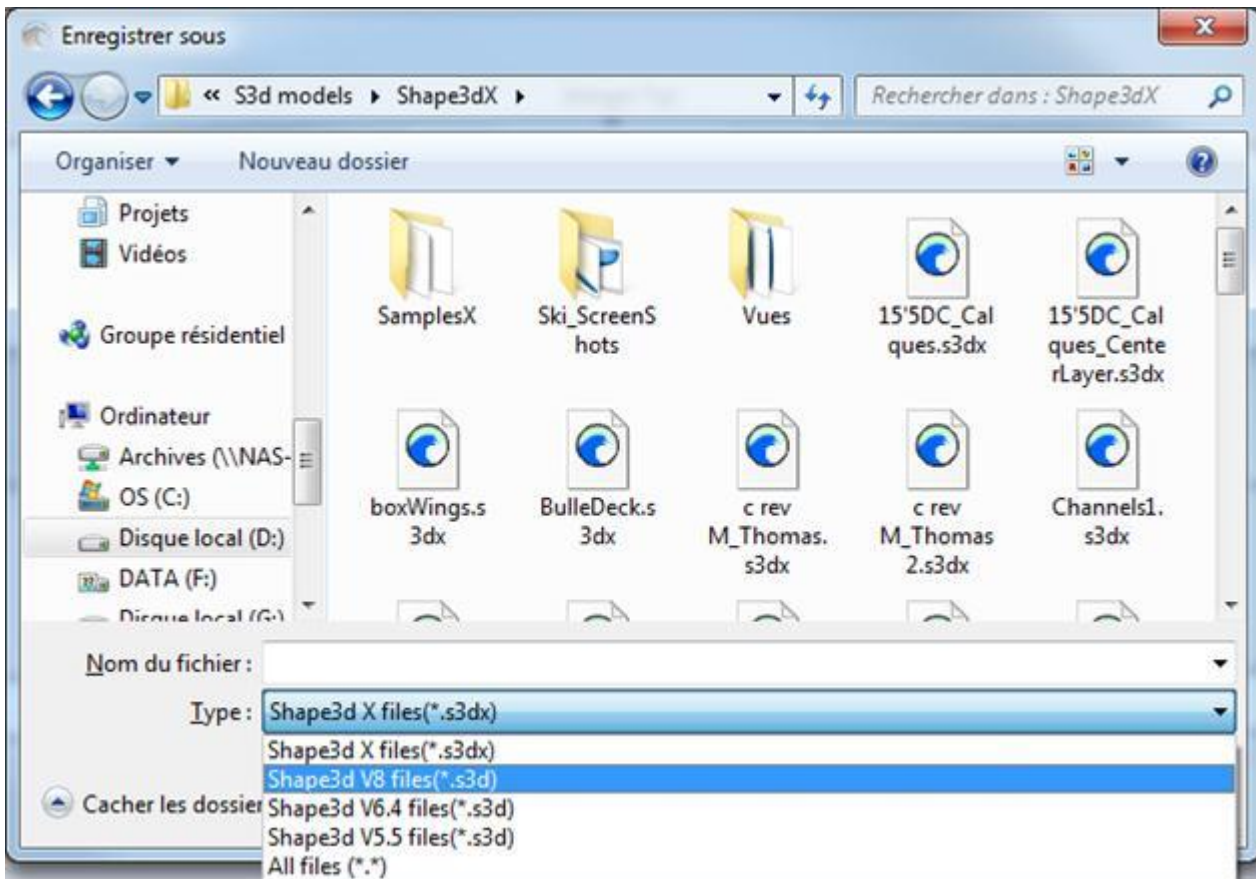 Enregistrer sous
« S3d models ▸ Shape3dX ▸
Rechercher dans : Shape3dX
Organiser ▾ Nouveau dossier
Projets
Vidéos
Groupe résidentiel
Ordinateur
Archives (\\NAS-
OS (C:)
Disque local (D:)
DATA (F:)
Disque local (G:)
SamplesX
Ski_ScreenS
hots
Vues
15'5DC_Cal
ques.s3dx
15'5DC_Cal
ques_Cente
rLayer.s3dx
boxWings.s
3dx
BulleDeck.s
3dx
c rev
M_Thomas.
s3dx
c rev
M_Thomas
2.s3dx
Channels1.
s3dx
Nom du fichier :
Type : Shape3d X files(*.s3dx)
Shape3d X files(*.s3dx)
Shape3d V8 files(*.s3d)
Shape3d V6.4 files(*.s3d)
Shape3d V5.5 files(*.s3d)
All files (*.*)
Cacher les dossier